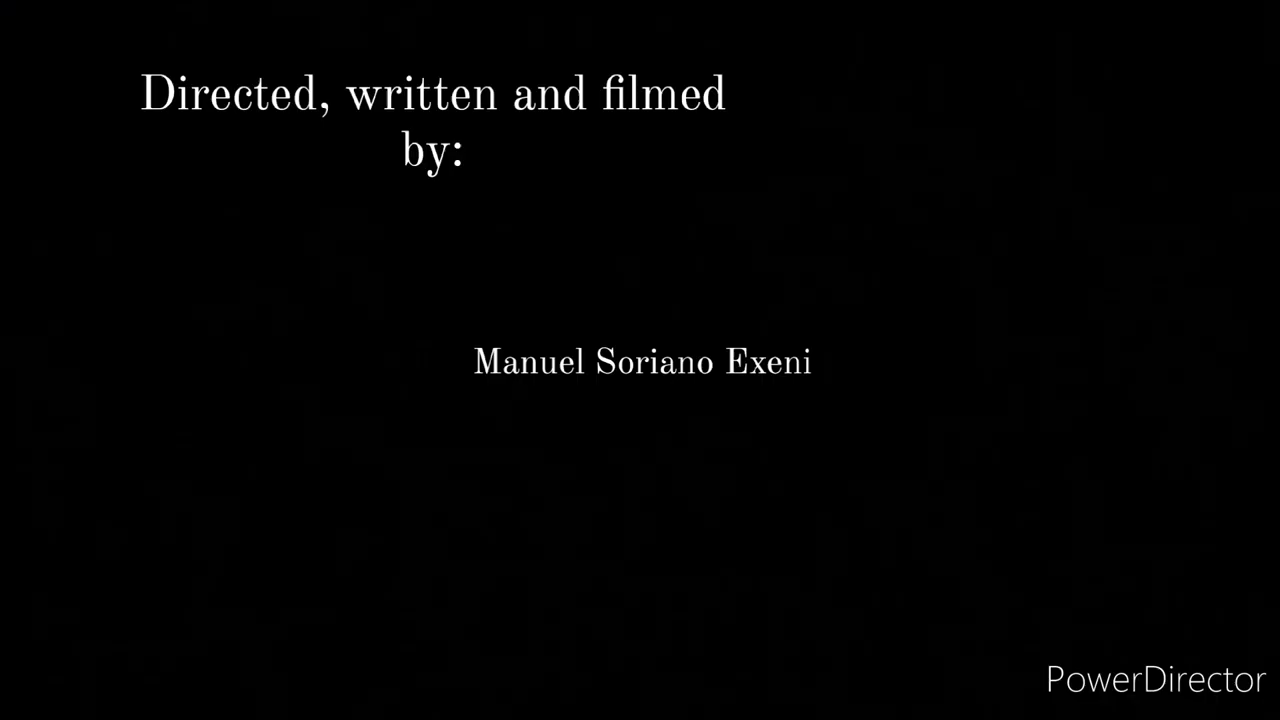 Directed, written and filmed
by:
Manuel Soriano Exeni
PowerDirector